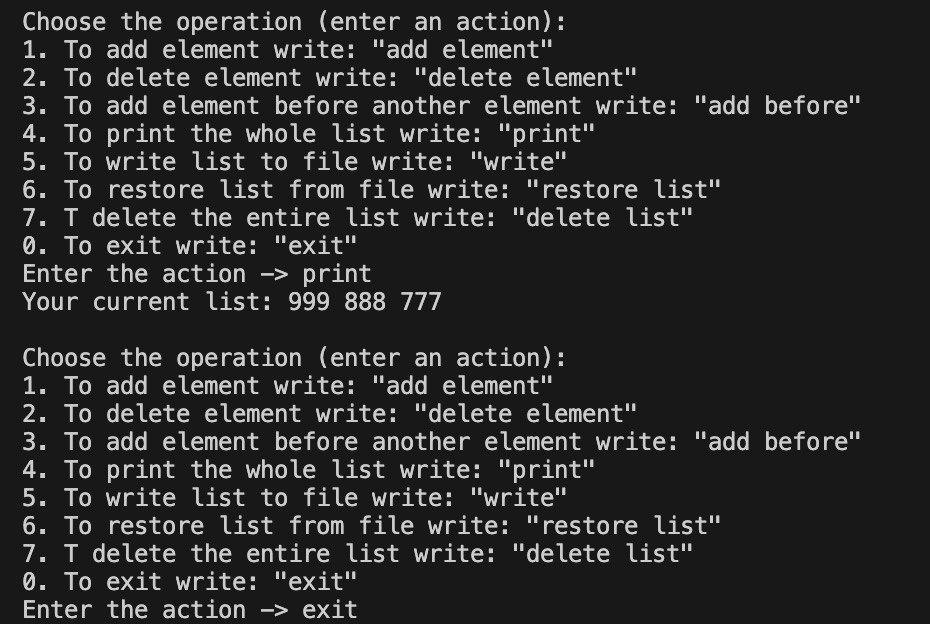 Choose the operation (enter an action):
1. To add element write: "add element"
2. To delete element write: "delete element"
3. To add element before another element write: "add before"
4. To print the whole list write: "print"
5. To write list to file write: "write"
6. To restore list from file write: "restore list"
7. T delete the entire list write: "delete list"
0. To exit write: "exit"
Enter the action –> print
Your current list: 999 888 777

Choose the operation (enter an action):
1. To add element write: "add element"
2. To delete element write: "delete element"
3. To add element before another element write: "add before"
4. To print the whole list write: "print"
5. To write list to file write: "write"
6. To restore list from file write: "restore list"
7. T delete the entire list write: "delete list"
0. To exit write: "exit"
Enter the action –> exit